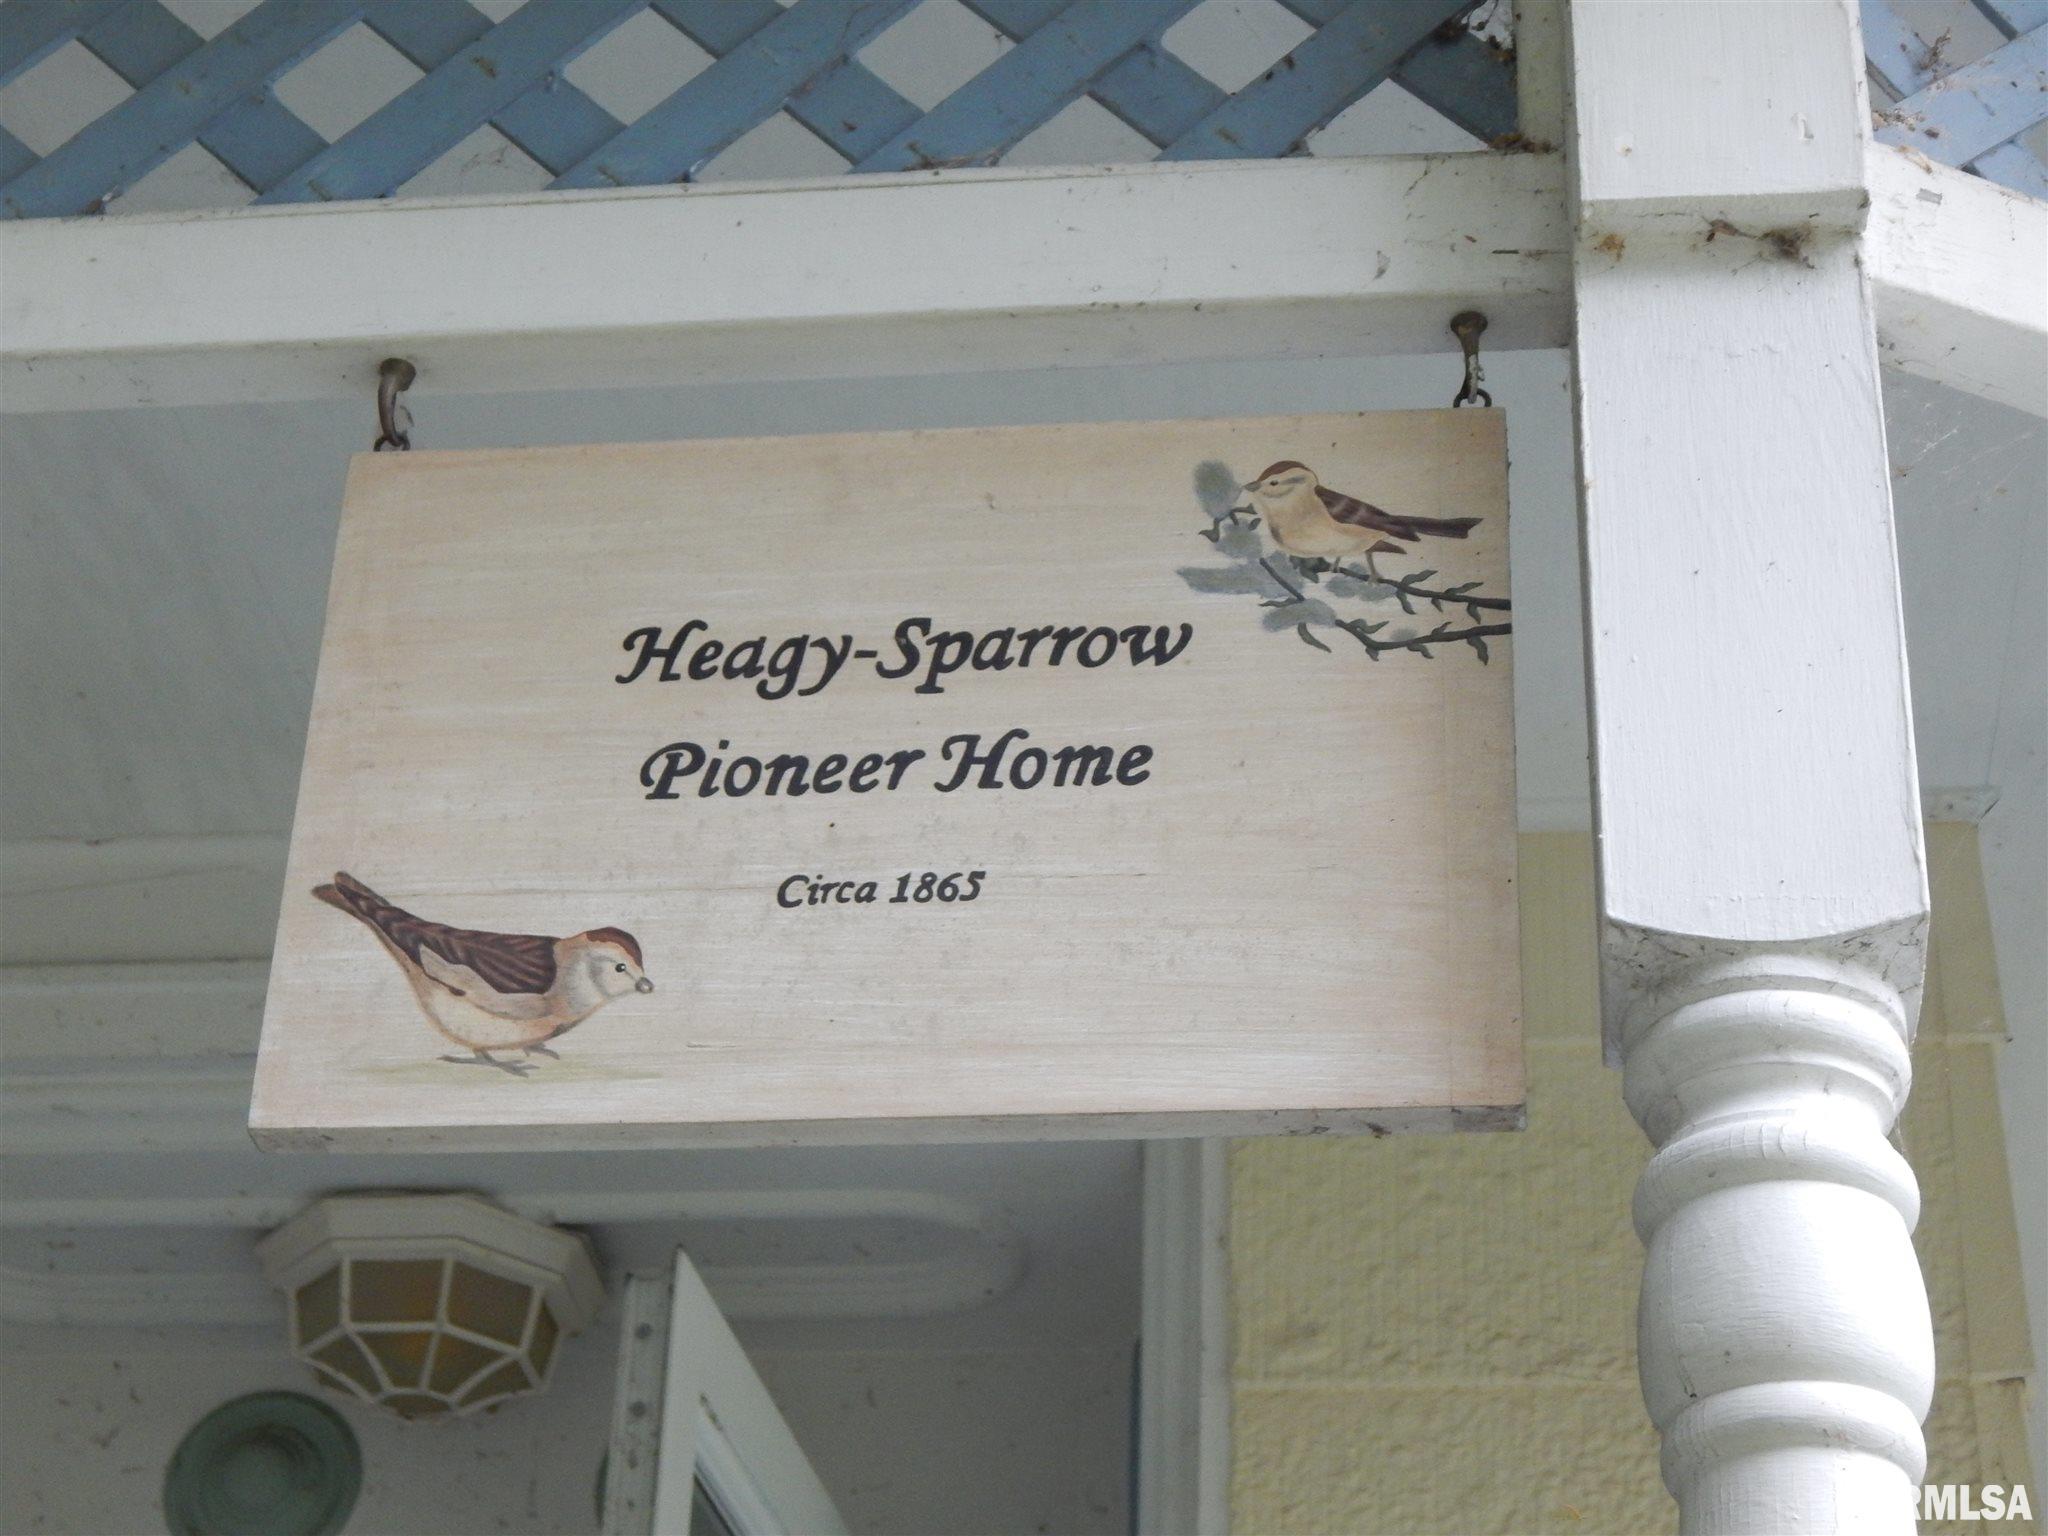 Heagy-Sparrow
Pioneer Home
Circa 1865
RMLSA